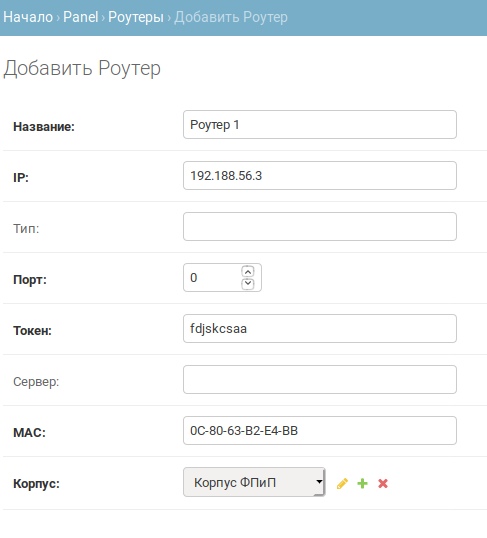 Начало › Panel › Роутеры › Добавить Роутер
Добавить Роутер
Название: Роутер 1
IP: 192.188.56.3
Тип:
Порт: 0
Токен: fdjskcsaa
Сервер:
MAC: 0C-80-63-B2-E4-BB
Корпус: Корпус ФПиП